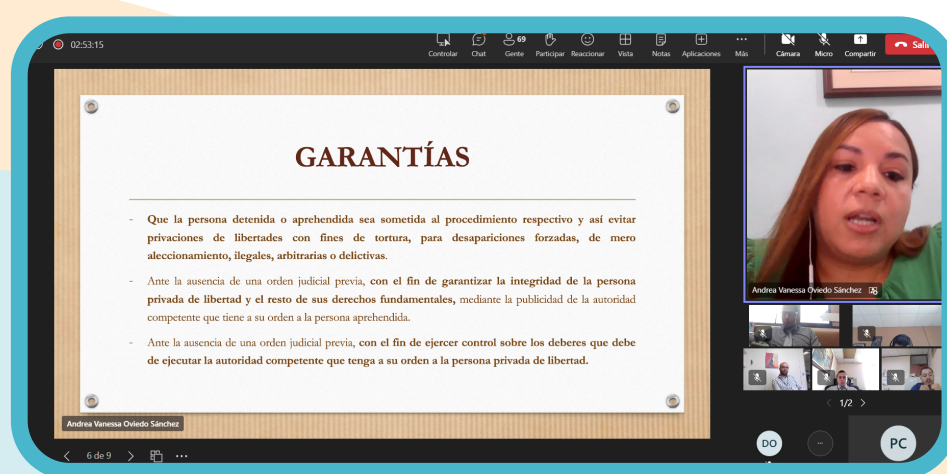 02:53:15
69
Controlar Chat Gente Participar Reaccionar Vista Notas Aplicaciones Más Cámara Micro Compartir Salir
GARANTÍAS
- Que la persona detenida o aprehendida sea sometida al procedimiento respectivo y así evitar
privaciones de libertades con fines de tortura, para desapariciones forzadas, de mero
aleccionamiento, ilegales, arbitrarias o delictivas.
- Ante la ausencia de una orden judicial previa, con el fin de garantizar la integridad de la persona
privada de libertad y el resto de sus derechos fundamentales, mediante la publicidad de la autoridad
competente que tiene a su orden a la persona aprehendida.
- Ante la ausencia de una orden judicial previa, con el fin de ejercer control sobre los deberes que debe
de ejecutar la autoridad competente que tenga a su orden a la persona privada de libertad.
Andrea Vanessa Oviedo Sánchez
6 de 9
Andrea Vanessa Oviedo Sánchez
1/2
DO
PC